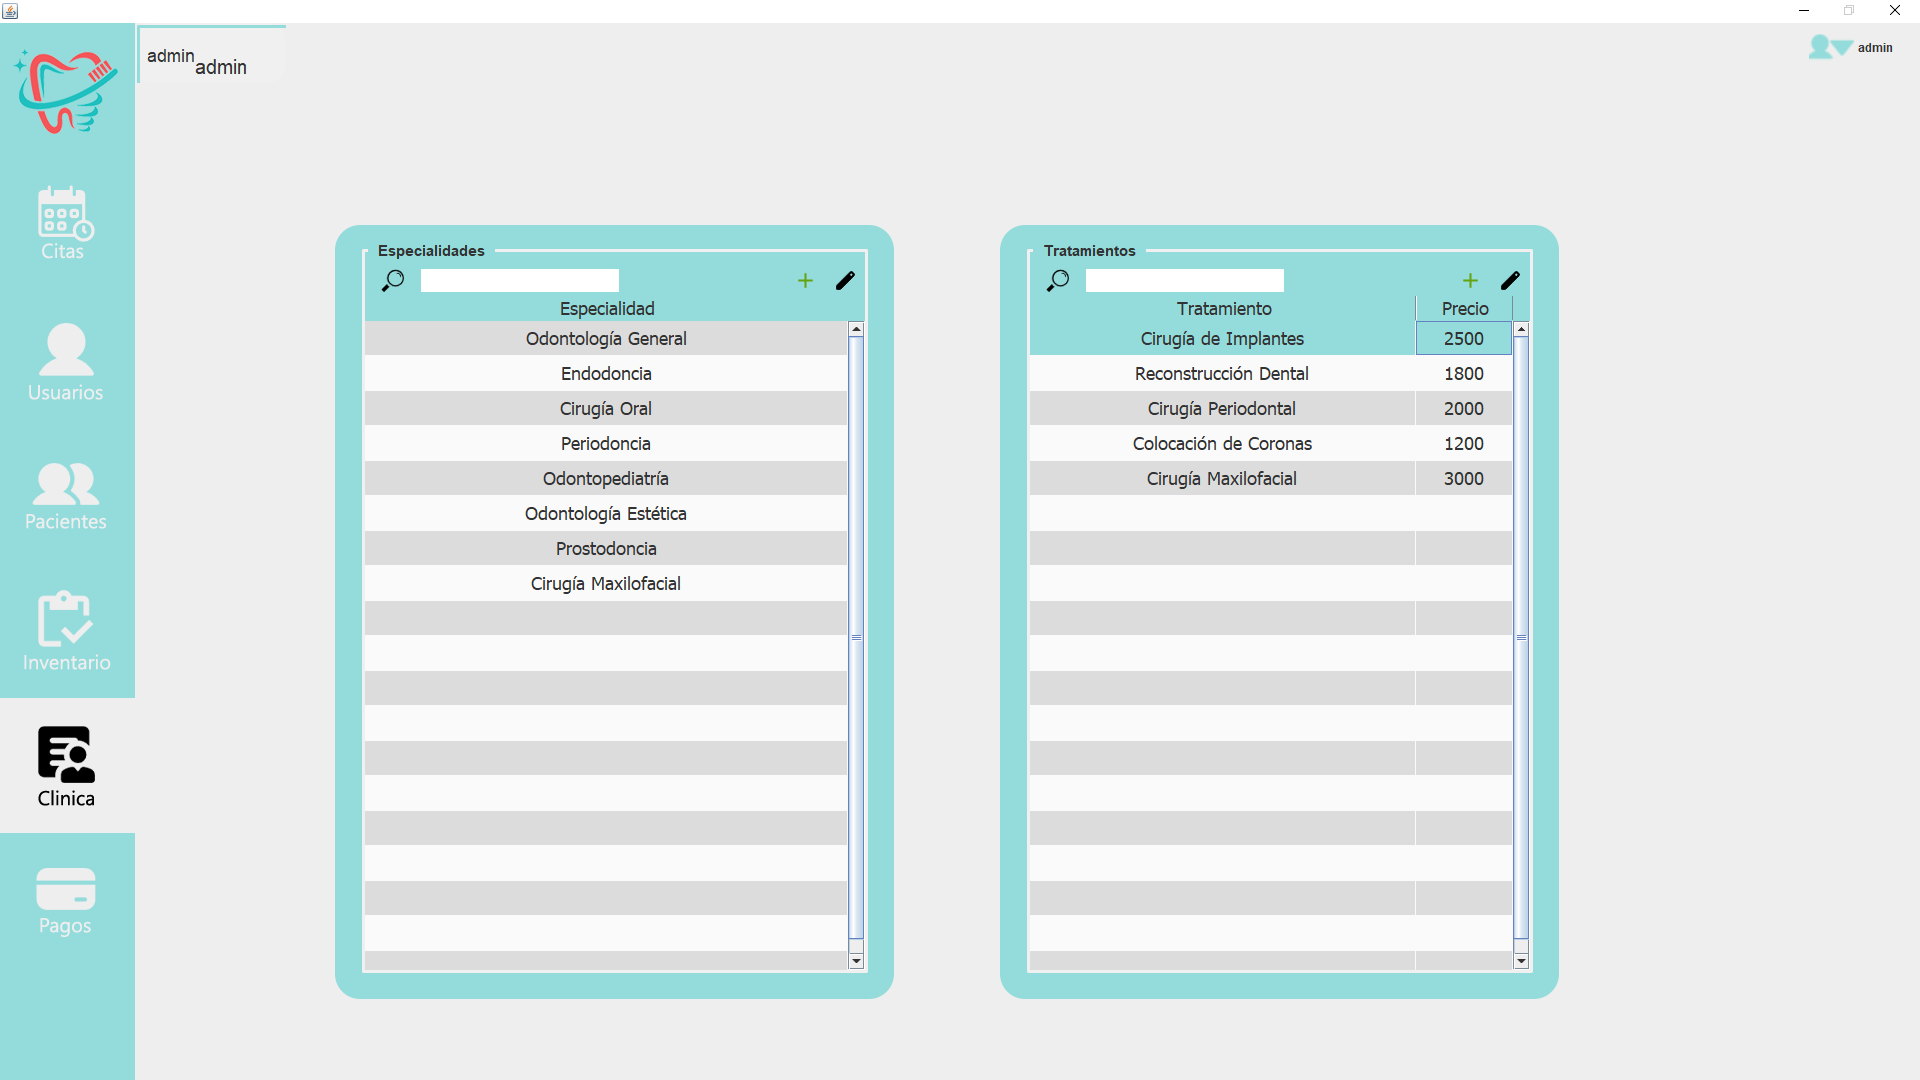 admin
admin
admin
Citas
Usuarios
Pacientes
Inventario
Clinica
Pagos
Especialidades
Especialidad
Odontología General
Endodoncia
Cirugía Oral
Periodoncia
Odontopediatría
Odontología Estética
Prostodoncia
Cirugía Maxilofacial
Tratamientos
Tratamiento Precio
Cirugía de Implantes 2500
Reconstrucción Dental 1800
Cirugía Periodontal 2000
Colocación de Coronas 1200
Cirugía Maxilofacial 3000